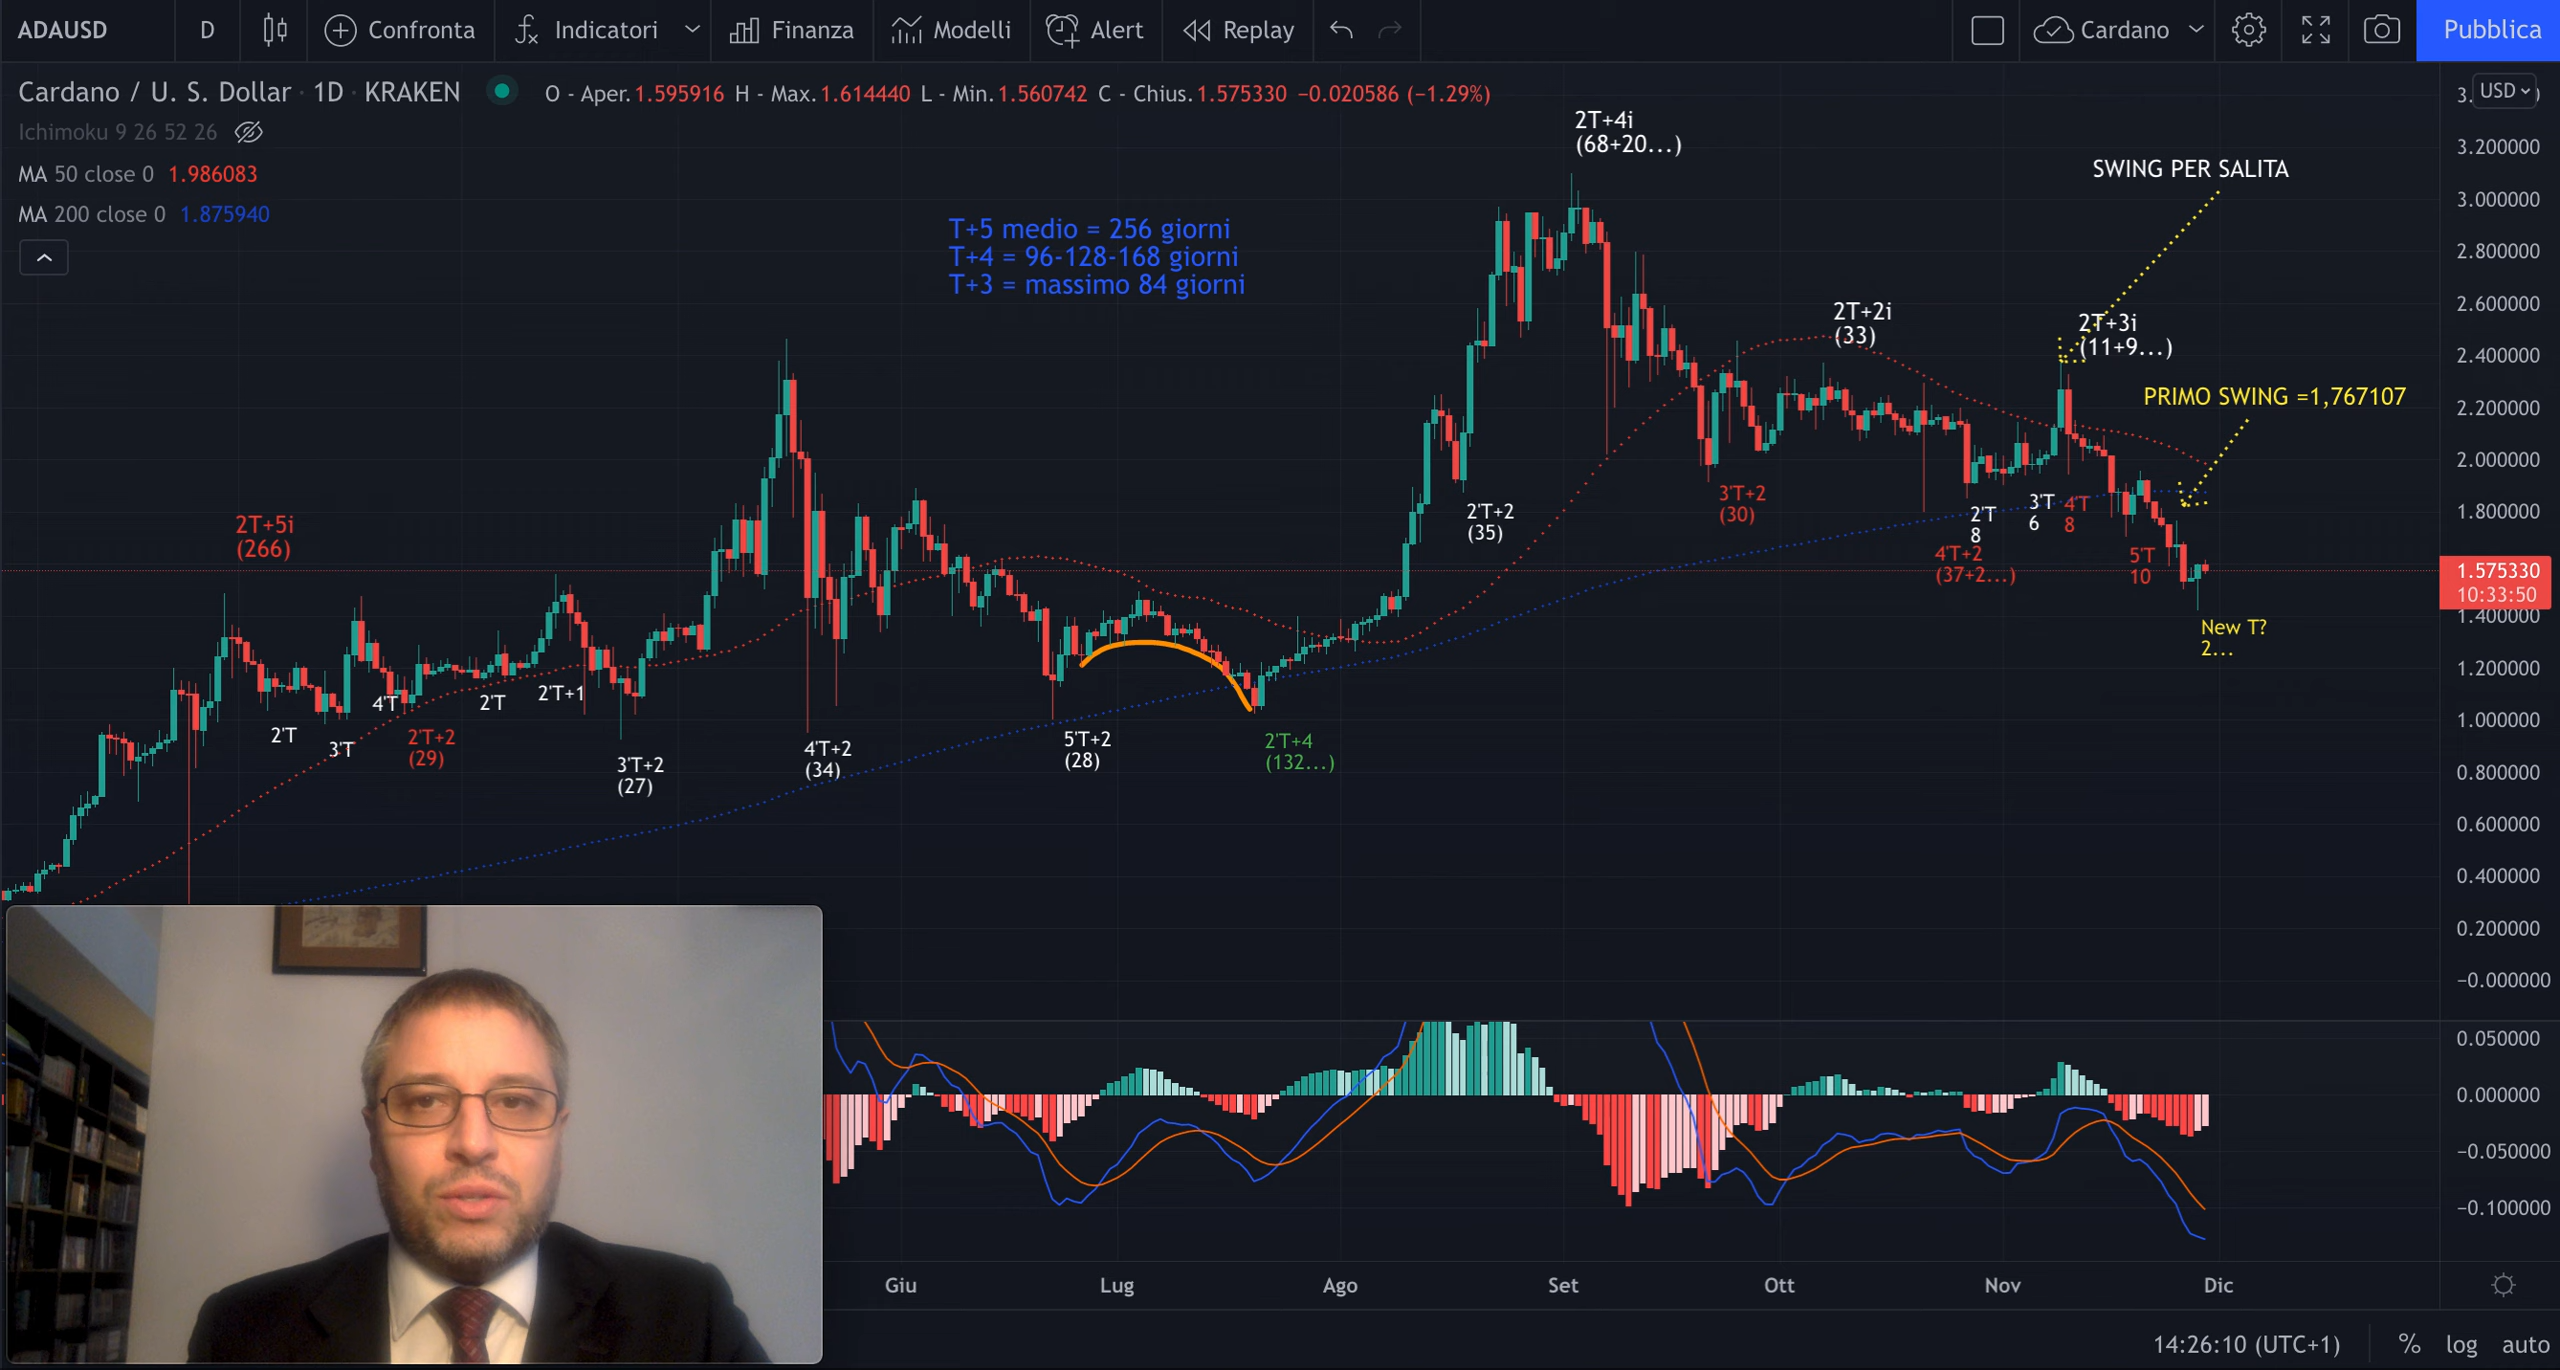 ADAUSD D Confronta Indicatori Finanza Modelli Alert Replay Cardano Pubblica
Cardano / U. S. Dollar · 1D · KRAKEN O - Aper.1.595916 H - Max.1.614440 L - Min.1.560742 C - Chius.1.575330 −0.020586 (−1.29%)
USD
Ichimoku 9 26 52 26
MA 50 close 0 1.986083
MA 200 close 0 1.875940
T+5 medio = 256 giorni
T+4 = 96-128-168 giorni
T+3 = massimo 84 giorni
2T+4i
(68+20...)
SWING PER SALITA
2T+2i
(33)
2T+3i
(11+9...)
PRIMO SWING =1,767107
2T+5i
(266)
2'T+2
(35)
3'T+2
(30)
2'T
8
3'T
6
4'T
8
4'T+2
(37+2...)
5'T
10
New T?
2...
2'T
3'T
4'T
2'T+2
(29)
2'T
2'T+1
3'T+2
(27)
4'T+2
(34)
5'T+2
(28)
2'T+4
(132...)
3.200000
3.000000
2.800000
2.600000
2.400000
2.200000
2.000000
1.800000
1.575330
10:33:50
1.400000
1.200000
1.000000
0.800000
0.600000
0.400000
0.200000
−0.000000
0.050000
0.000000
−0.050000
−0.100000
Giu Lug Ago Set Ott Nov Dic
14:26:10 (UTC+1) % log auto